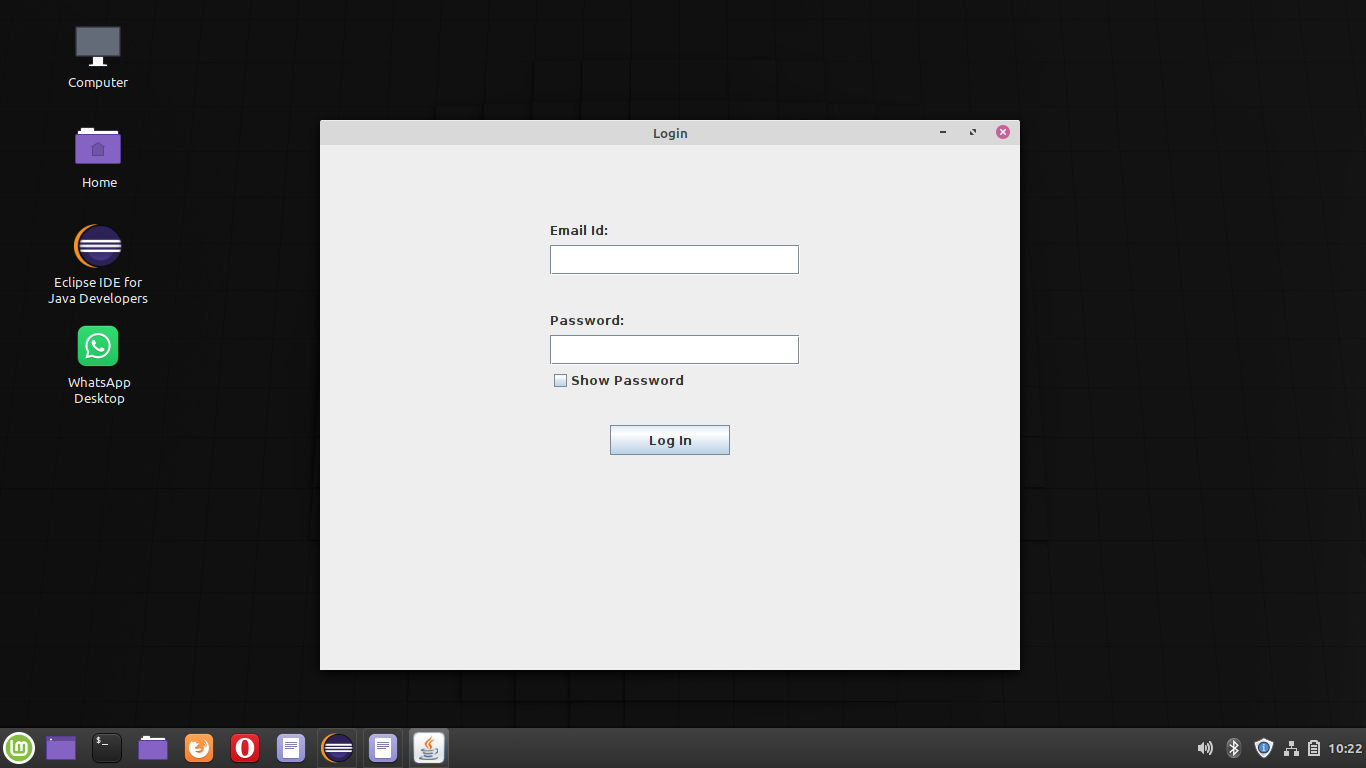 Computer
Home
Eclipse IDE for
Java Developers
WhatsApp
Desktop
Login
Email Id:
Password:
Show Password
Log In
$_
lm
10:22